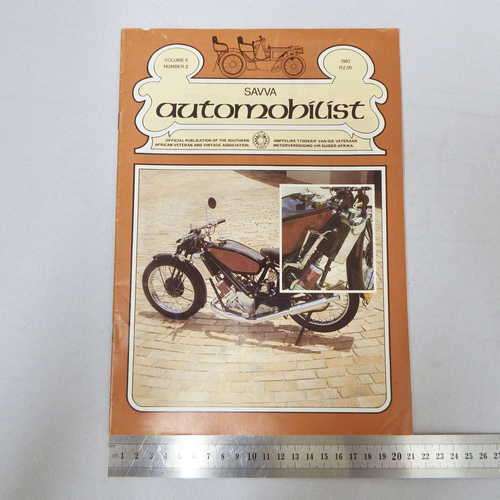 VOLUME 6
NUMBER 2
1983
R2,00
SAVVA
automobilist
OFFICIAL PUBLICATION OF THE SOUTHERN
AFRICAN VETERAN AND VINTAGE ASSOCIATION.
AMPTELIKE TYDSKRIF VAN DIE VETERAAN
MOTORVERENIGING VIR SUIDER-AFRIKA.
1 2 3 4 5 6 7 8 9 10 11 12 13 14 15 16 17 18 19 20 21 22 23 24 25 26 27